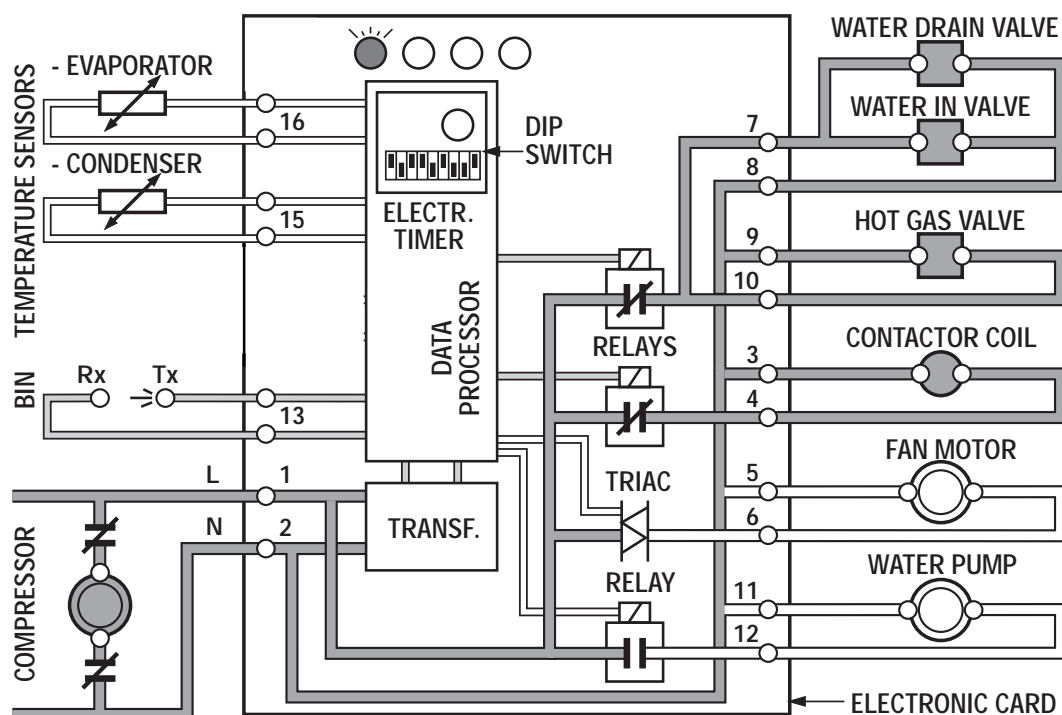 WATER DRAIN VALVE
- EVAPORATOR
16
TEMPERATURE SENSORS
- CONDENSER
15
DIP
SWITCH
ELECTR.
TIMER
DATA
PROCESSOR
7
WATER IN VALVE
8
HOT GAS VALVE
9
10
RELAYS
CONTACTOR COIL
3
4
BIN
Rx
Tx
13
FAN MOTOR
5
TRIAC
6
L
1
N
2
TRANSF.
COMPRESSOR
RELAY
WATER PUMP
11
12
ELECTRONIC CARD